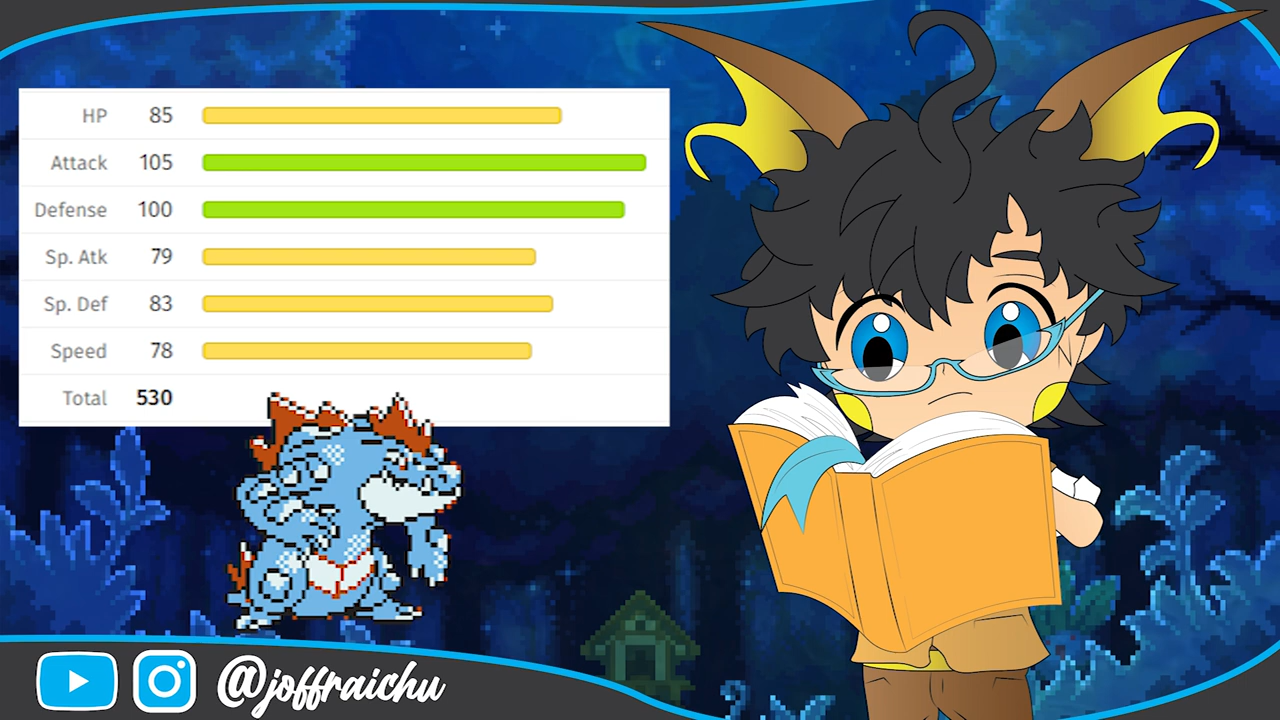 HP 85
Attack 105
Defense 100
Sp. Atk 79
Sp. Def 83
Speed 78
Total 530
@joffraichu